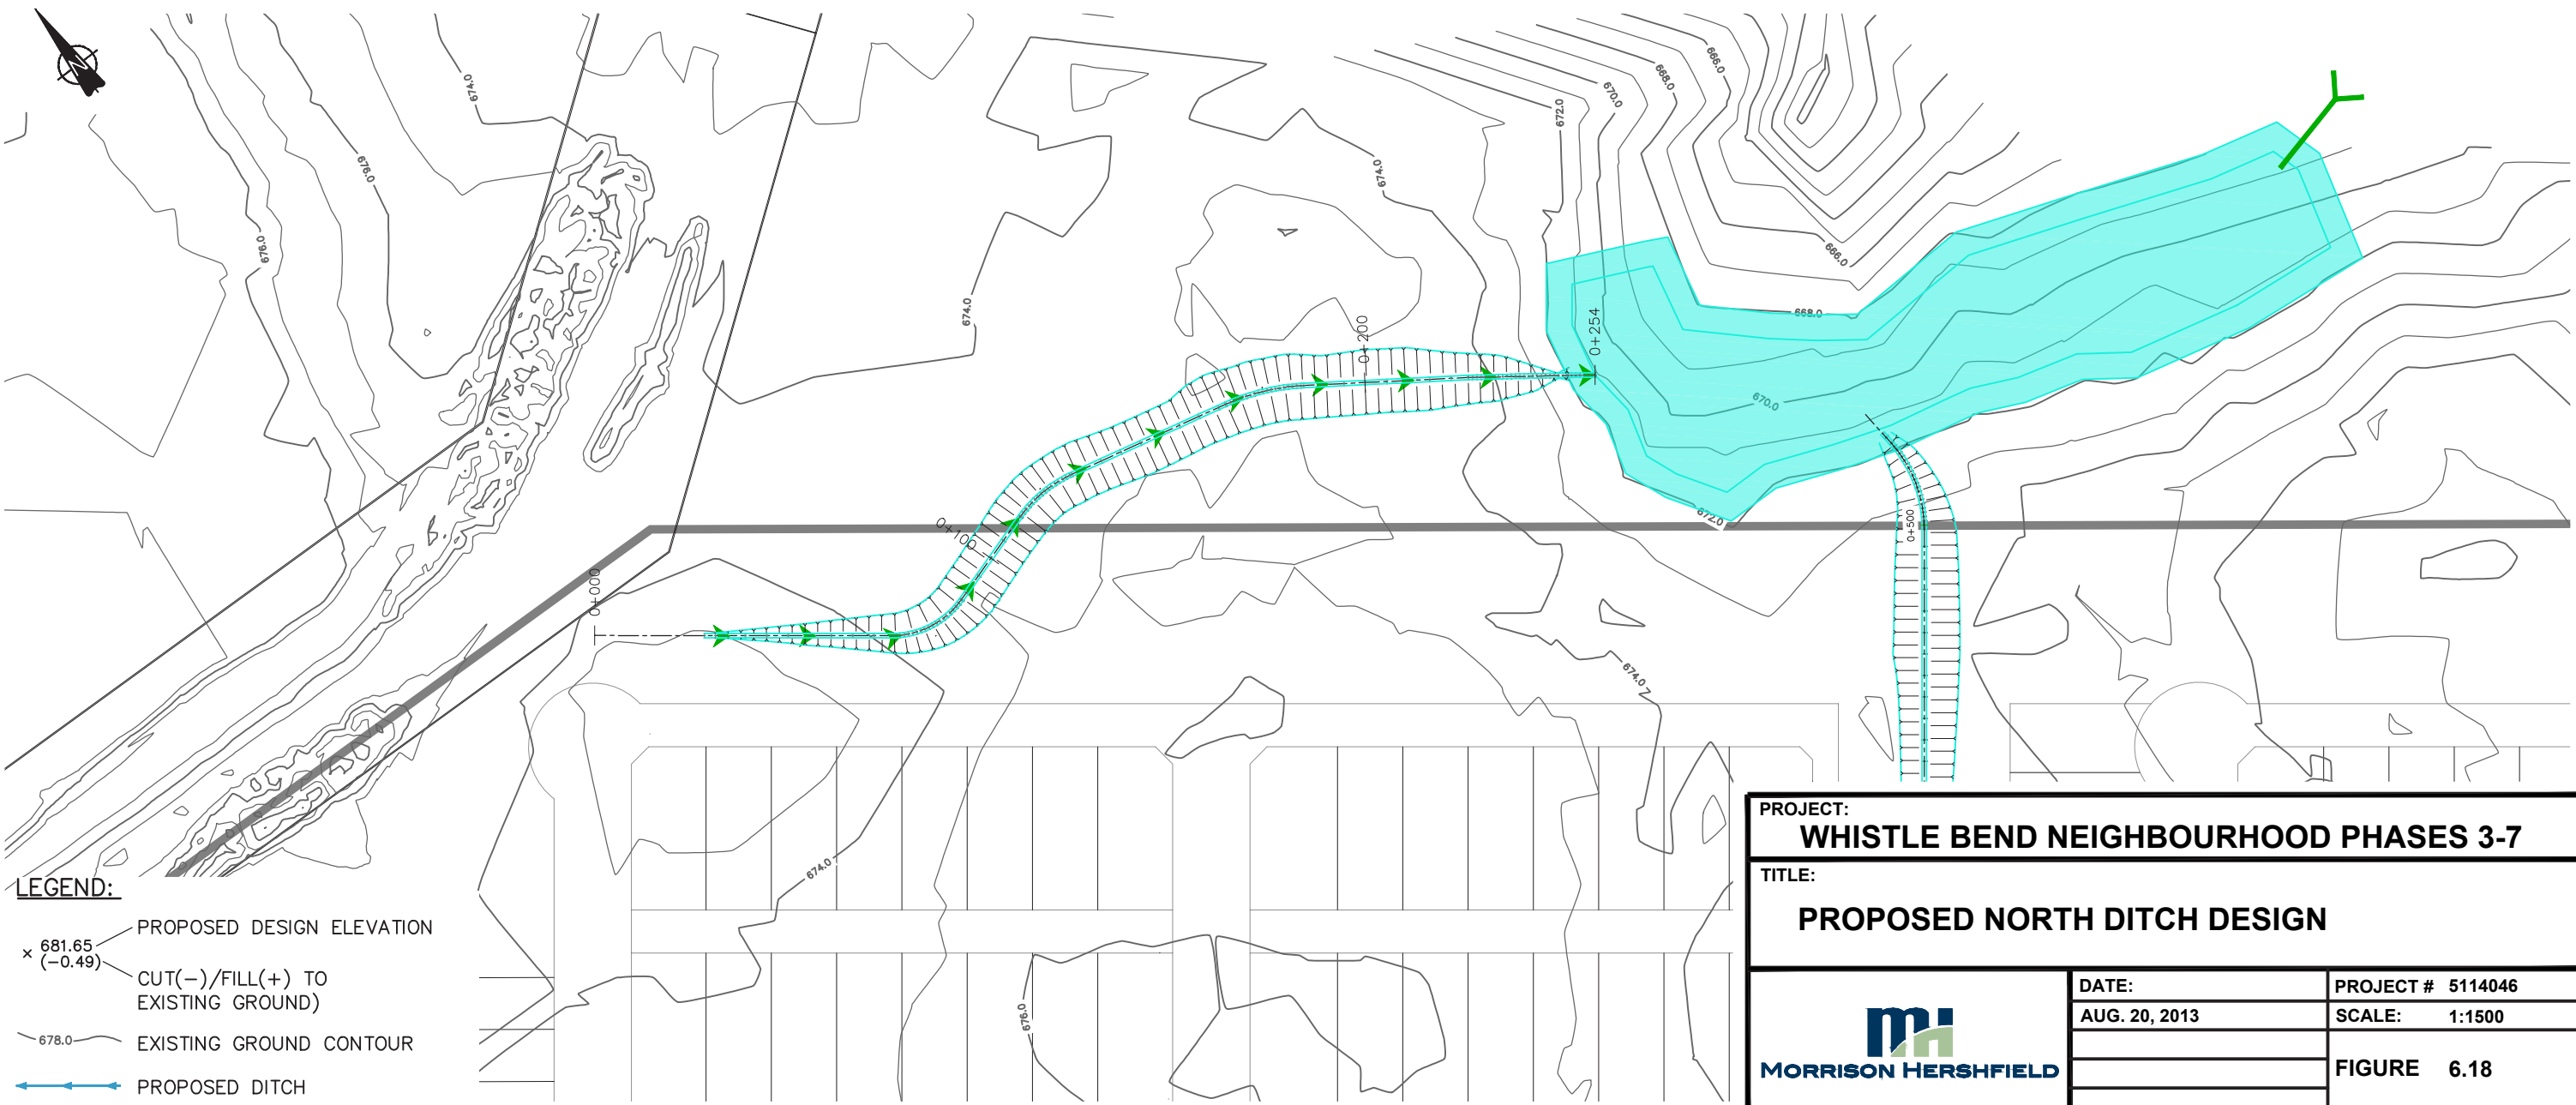 N
674.0
676.0
676.0
674.0
674.0
672.0
670.0
668.0
666.0
666.0
668.0
670.0
672.0
674.0
674.0
676.0
0+000
0+100
0+200
0+254
0+500
LEGEND:
PROPOSED DESIGN ELEVATION
× 681.65
(−0.49)
CUT(−)/FILL(+) TO
EXISTING GROUND)
678.0
EXISTING GROUND CONTOUR
PROPOSED DITCH
PROJECT:
WHISTLE BEND NEIGHBOURHOOD PHASES 3-7
TITLE:
PROPOSED NORTH DITCH DESIGN
mh
MORRISON HERSHFIELD
DATE:
AUG. 20, 2013
PROJECT # 5114046
SCALE: 1:1500
FIGURE 6.18